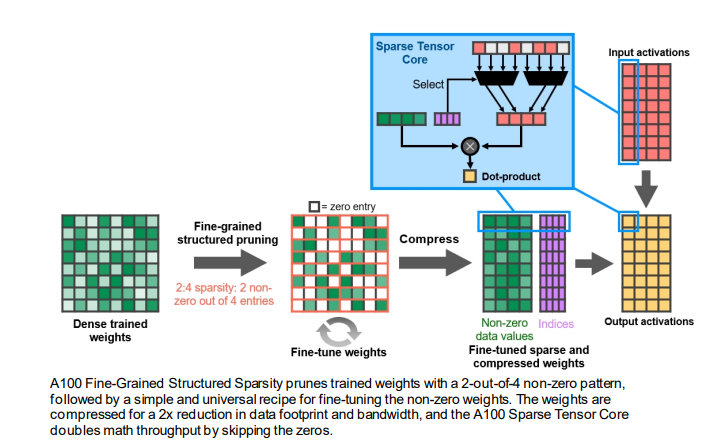 Sparse Tensor
Core
Select
Dot-product
Input activations
= zero entry
Fine-grained
structured pruning
2:4 sparsity: 2 non-
zero out of 4 entries
Compress
Dense trained
weights
Fine-tune weights
Non-zero
data values
Indices
Fine-tuned sparse and
compressed weights
Output activations
A100 Fine-Grained Structured Sparsity prunes trained weights with a 2-out-of-4 non-zero pattern,
followed by a simple and universal recipe for fine-tuning the non-zero weights. The weights are
compressed for a 2x reduction in data footprint and bandwidth, and the A100 Sparse Tensor Core
doubles math throughput by skipping the zeros.